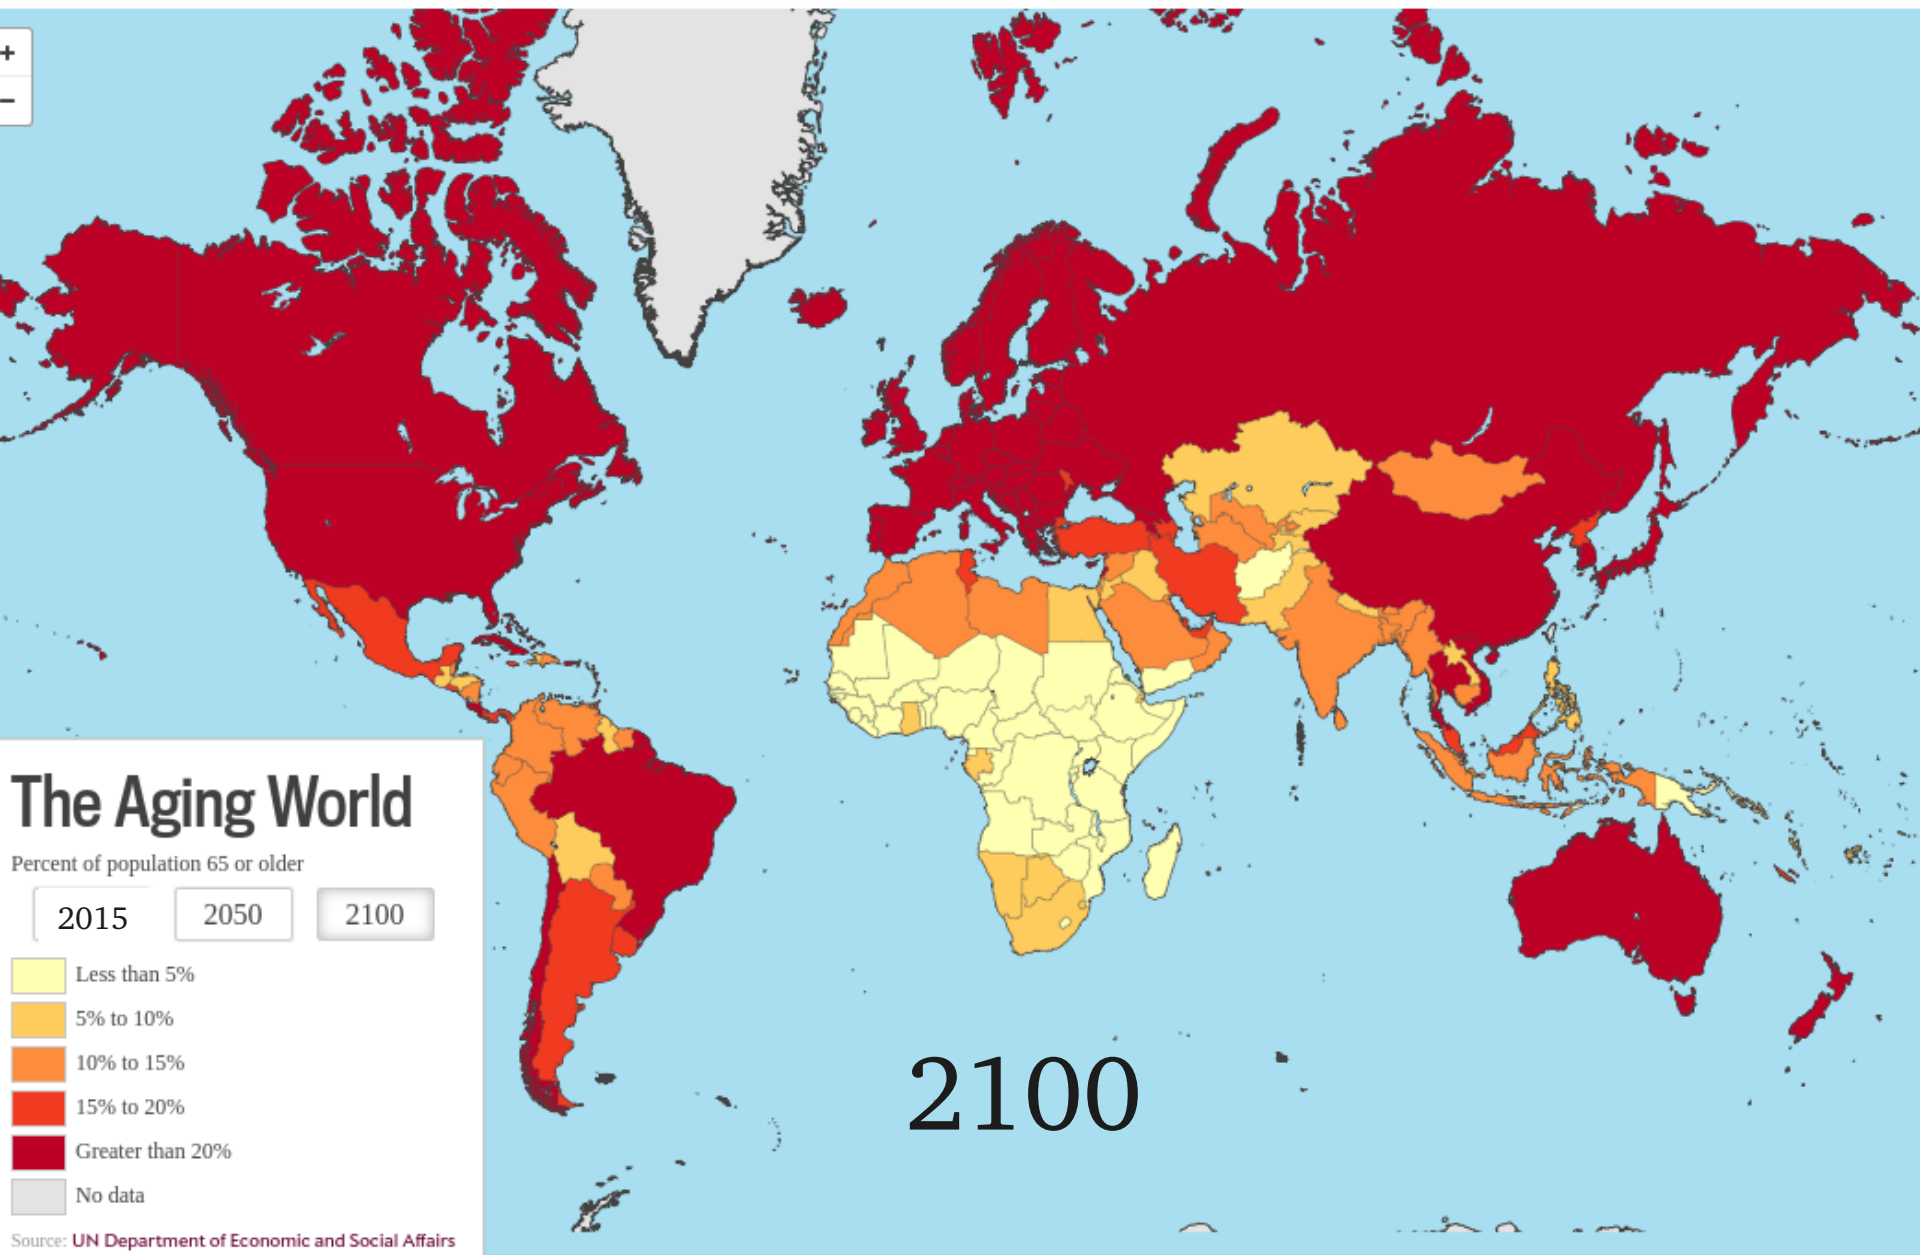 +
−
The Aging World
Percent of population 65 or older
2015 2050 2100
Less than 5%
5% to 10%
10% to 15%
15% to 20%
Greater than 20%
No data
Source: UN Department of Economic and Social Affairs
2100